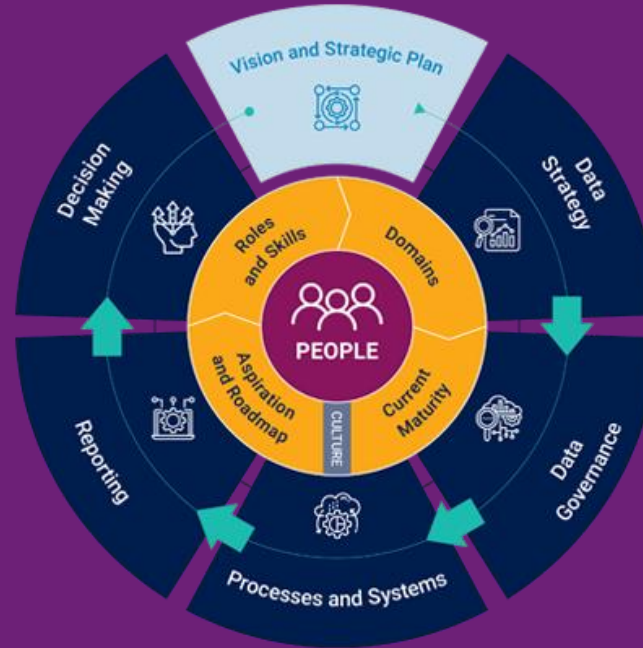 Vision and Strategic Plan
Data
Strategy
Data
Governance
Processes and Systems
Reporting
Decision
Making
Roles
and Skills
Domains
Current
Maturity
Aspiration
and Roadmap
CULTURE
PEOPLE